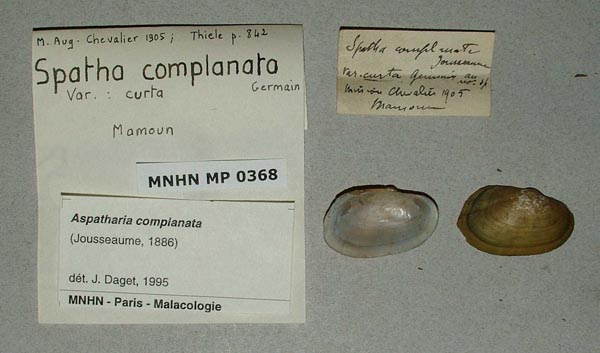 M. Aug. Chevalier 1905 ; Thiele p. 842
Spatha complanata
Var. : curta Germain
Mamoun
MNHN MP 0368
Aspatharia complanata
(Jousseaume, 1886)
dét. J. Daget, 1995
MNHN - Paris - Malacologie
Spatha complanata
Jousseaume
Var. curta Germain
Mission Chevalier 1905
Mamoun